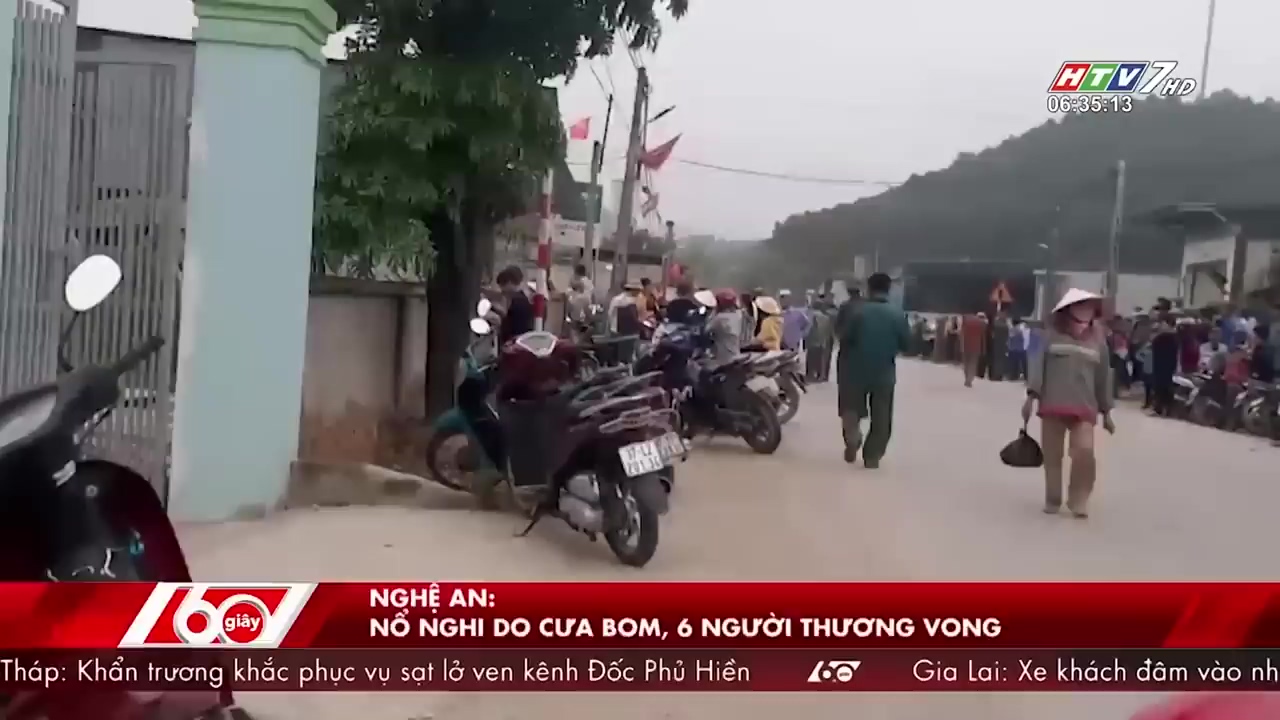 HTV7 HD
06:35:13
60 giây
NGHỆ AN:
NỔ NGHI DO CƯA BOM, 6 NGƯỜI THƯƠNG VONG
Tháp: Khẩn trương khắc phục vụ sạt lở ven kênh Đốc Phủ Hiền
60 giây
Gia Lai: Xe khách đâm vào nh